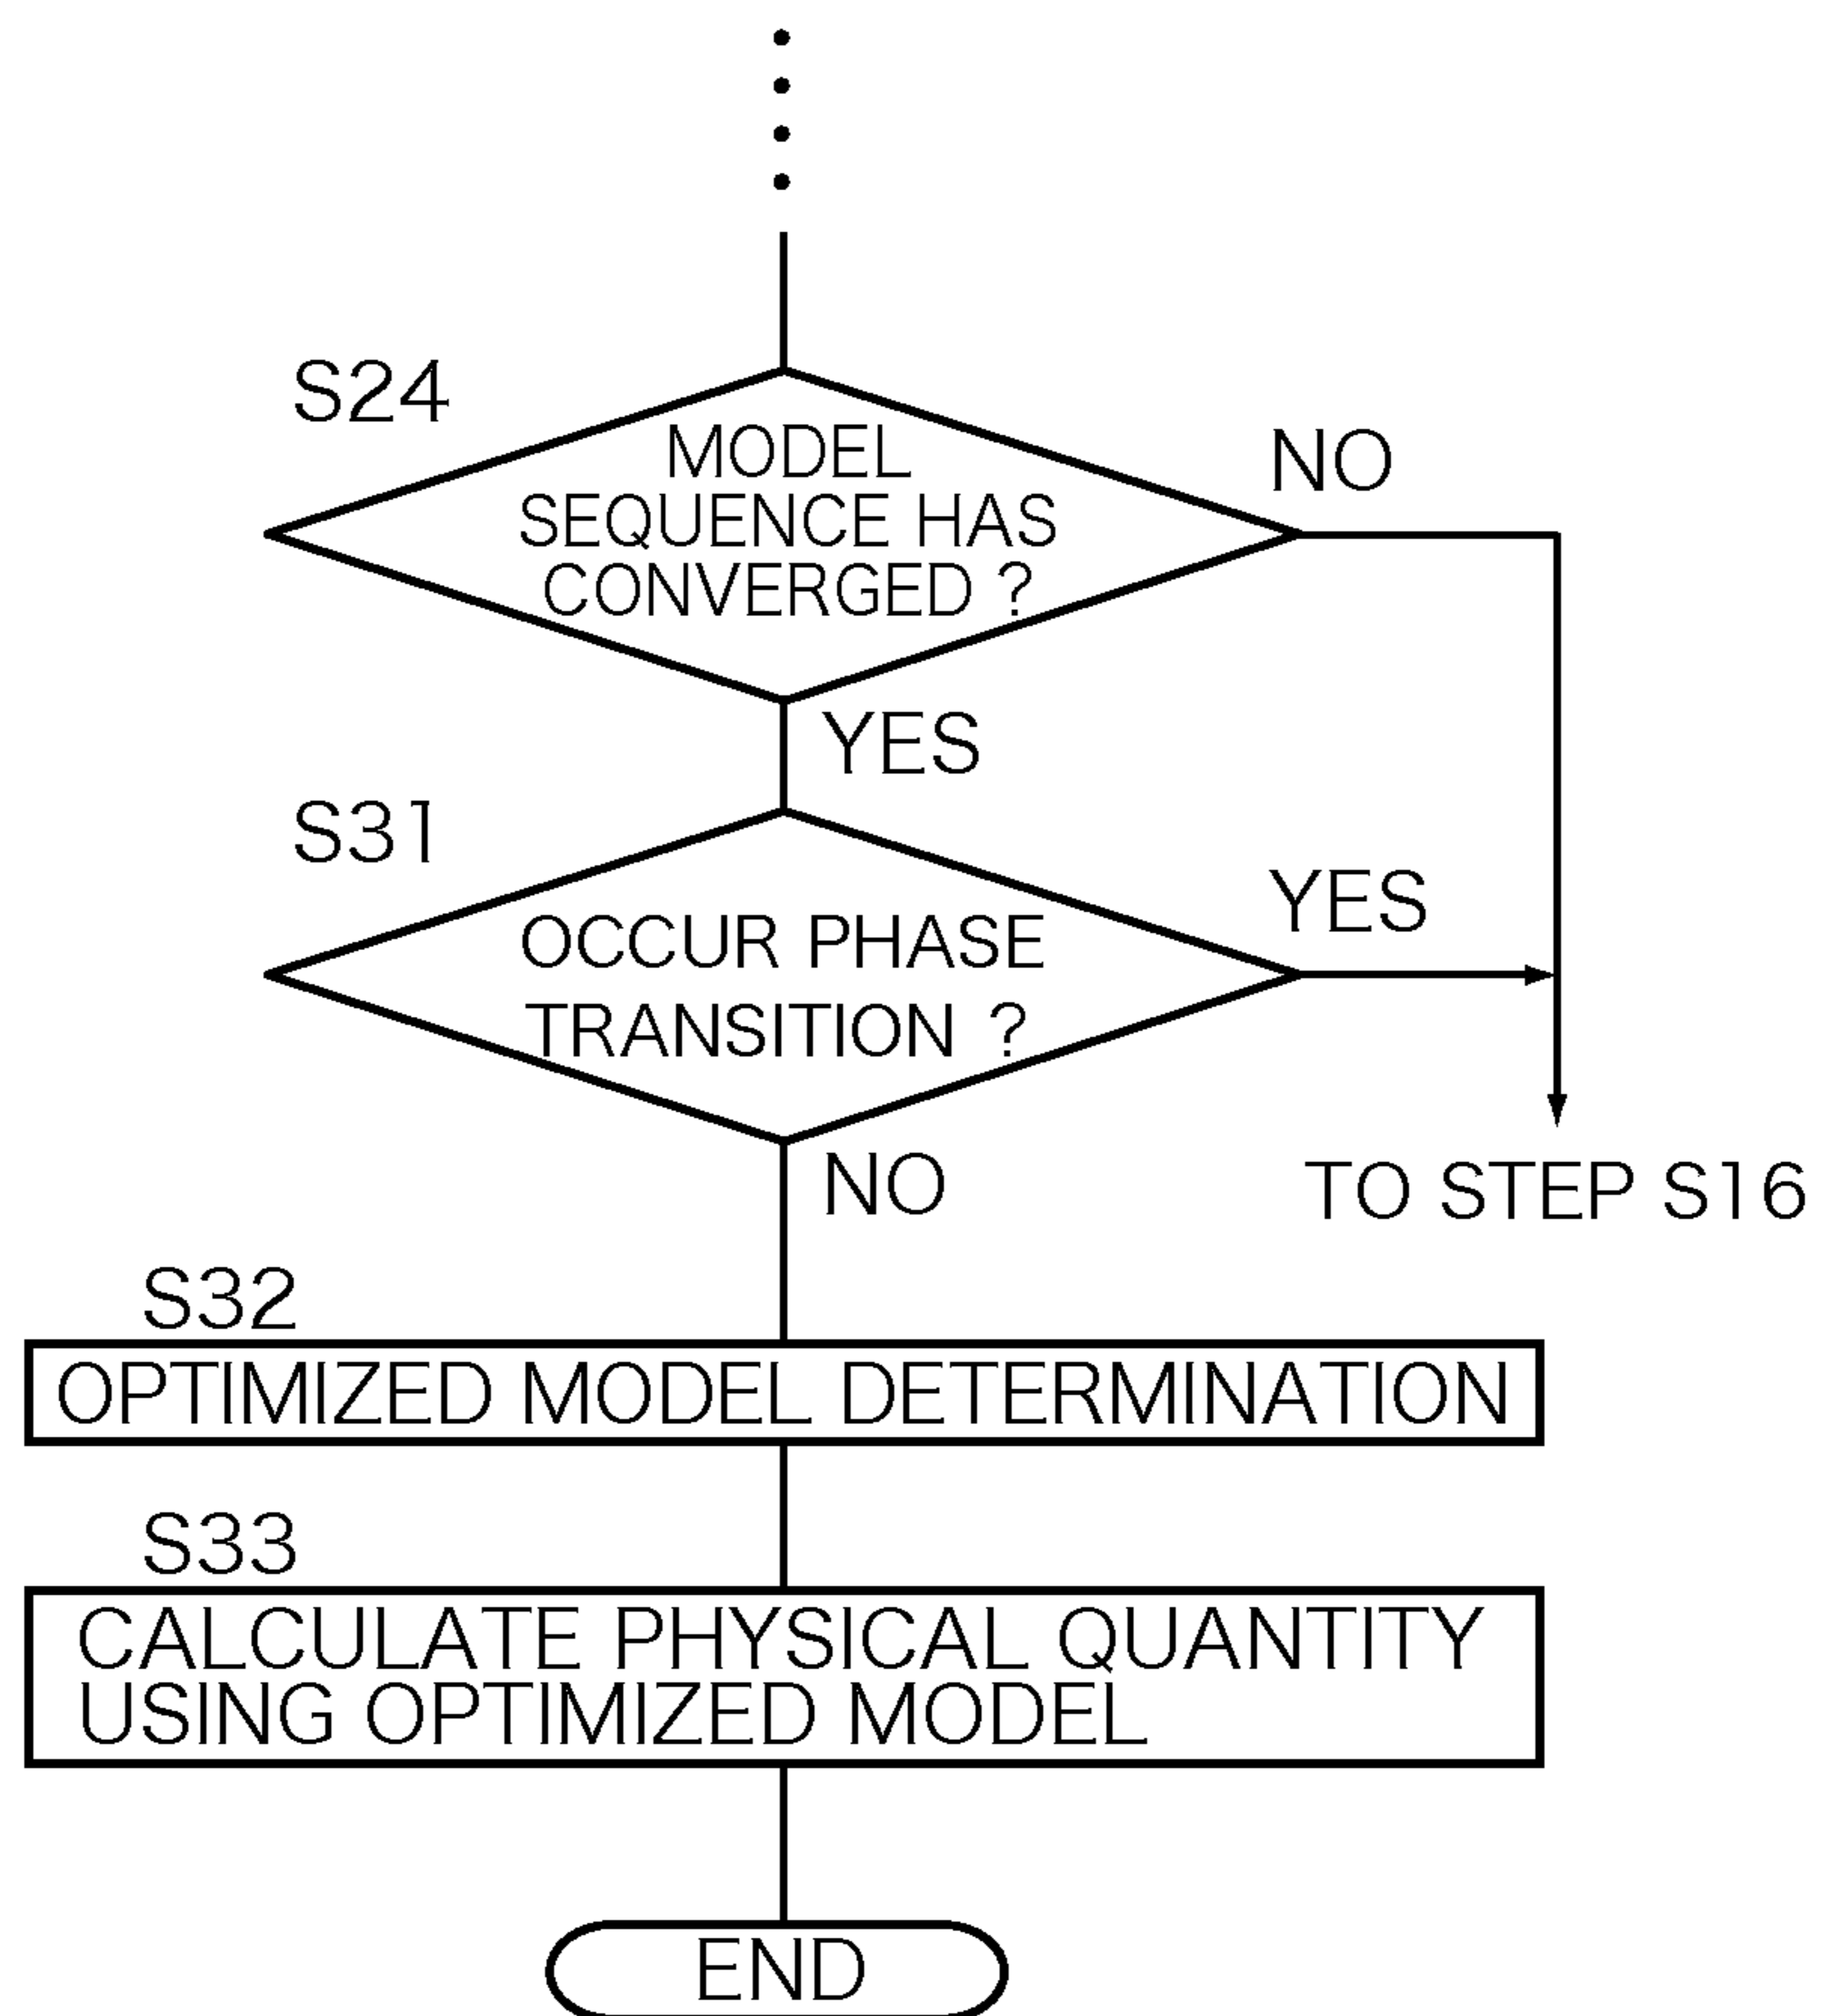 S24
MODEL
SEQUENCE HAS
CONVERGED ?
NO
YES
S31
OCCUR PHASE
TRANSITION ?
YES
NO
TO STEP S16
S32
OPTIMIZED MODEL DETERMINATION
S33
CALCULATE PHYSICAL QUANTITY
USING OPTIMIZED MODEL
END